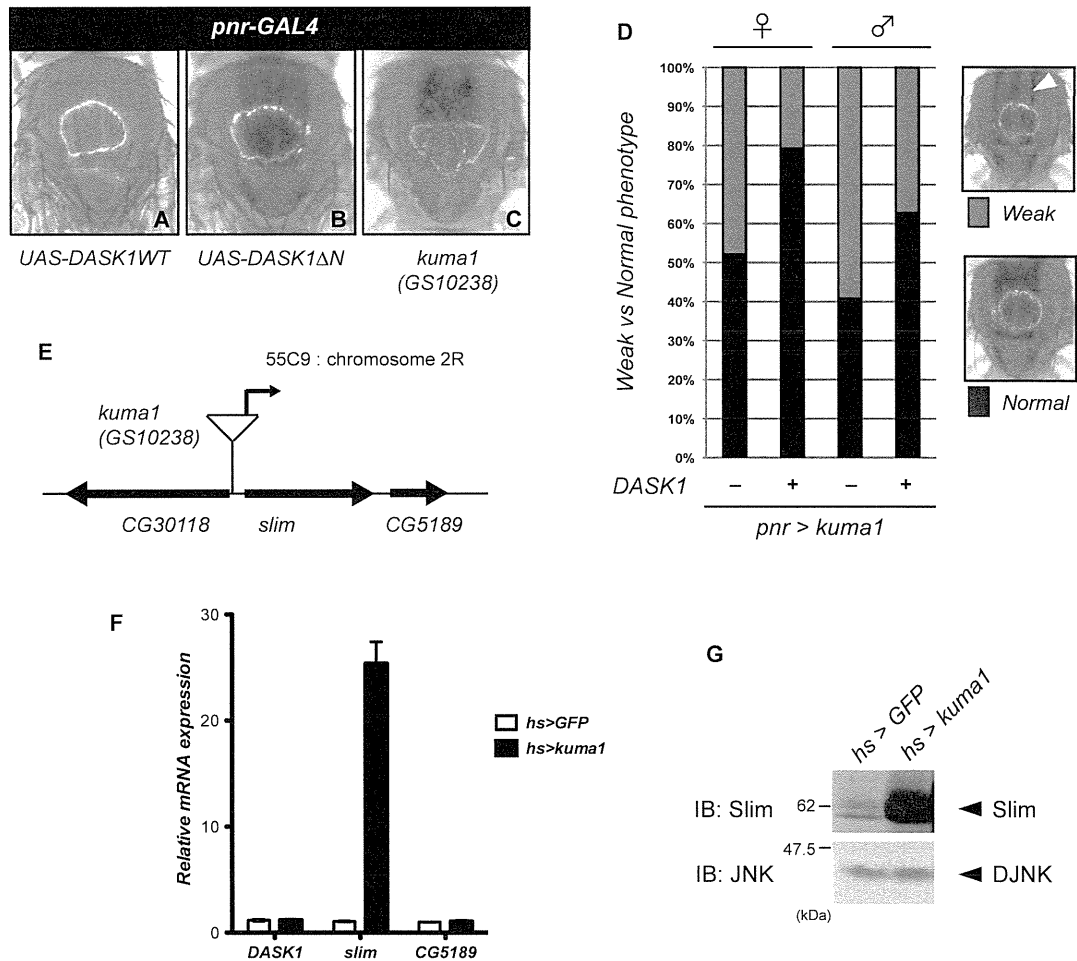 pnr-GAL4
A
B
C
UAS-DASK1WT
UAS-DASK1ΔN
kuma1
(GS10238)
D
♀
♂
Weak vs Normal phenotype
100%
90%
80%
70%
60%
50%
40%
30%
20%
10%
0%
DASK1 – + – +
pnr > kuma1
Weak
Normal
E
55C9 : chromosome 2R
kuma1
(GS10238)
CG30118 slim CG5189
F
Relative mRNA expression
30
20
10
0
DASK1 slim CG5189
hs>GFP
hs>kuma1
G
hs > GFP
hs > kuma1
IB: Slim 62 Slim
47.5
IB: JNK DJNK
(kDa)